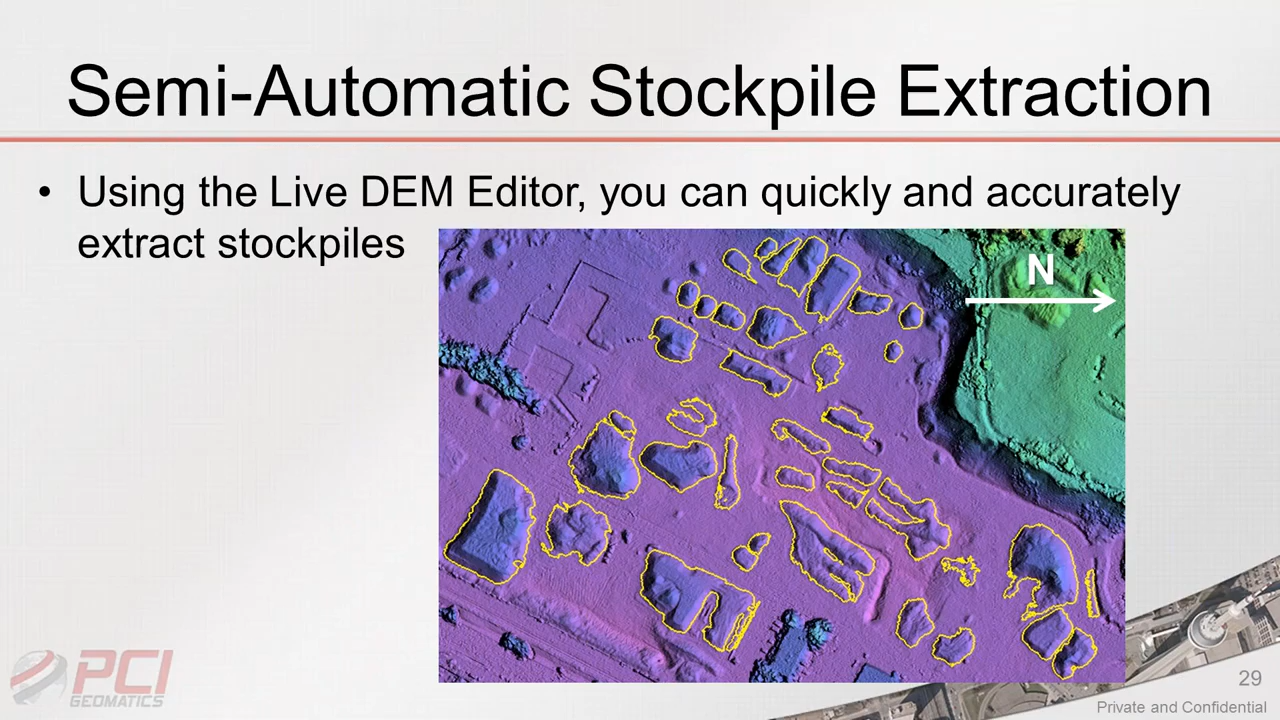 Semi-Automatic Stockpile Extraction
• Using the Live DEM Editor, you can quickly and accurately
extract stockpiles
N
PCI
GEOMATICS
29
Private and Confidential